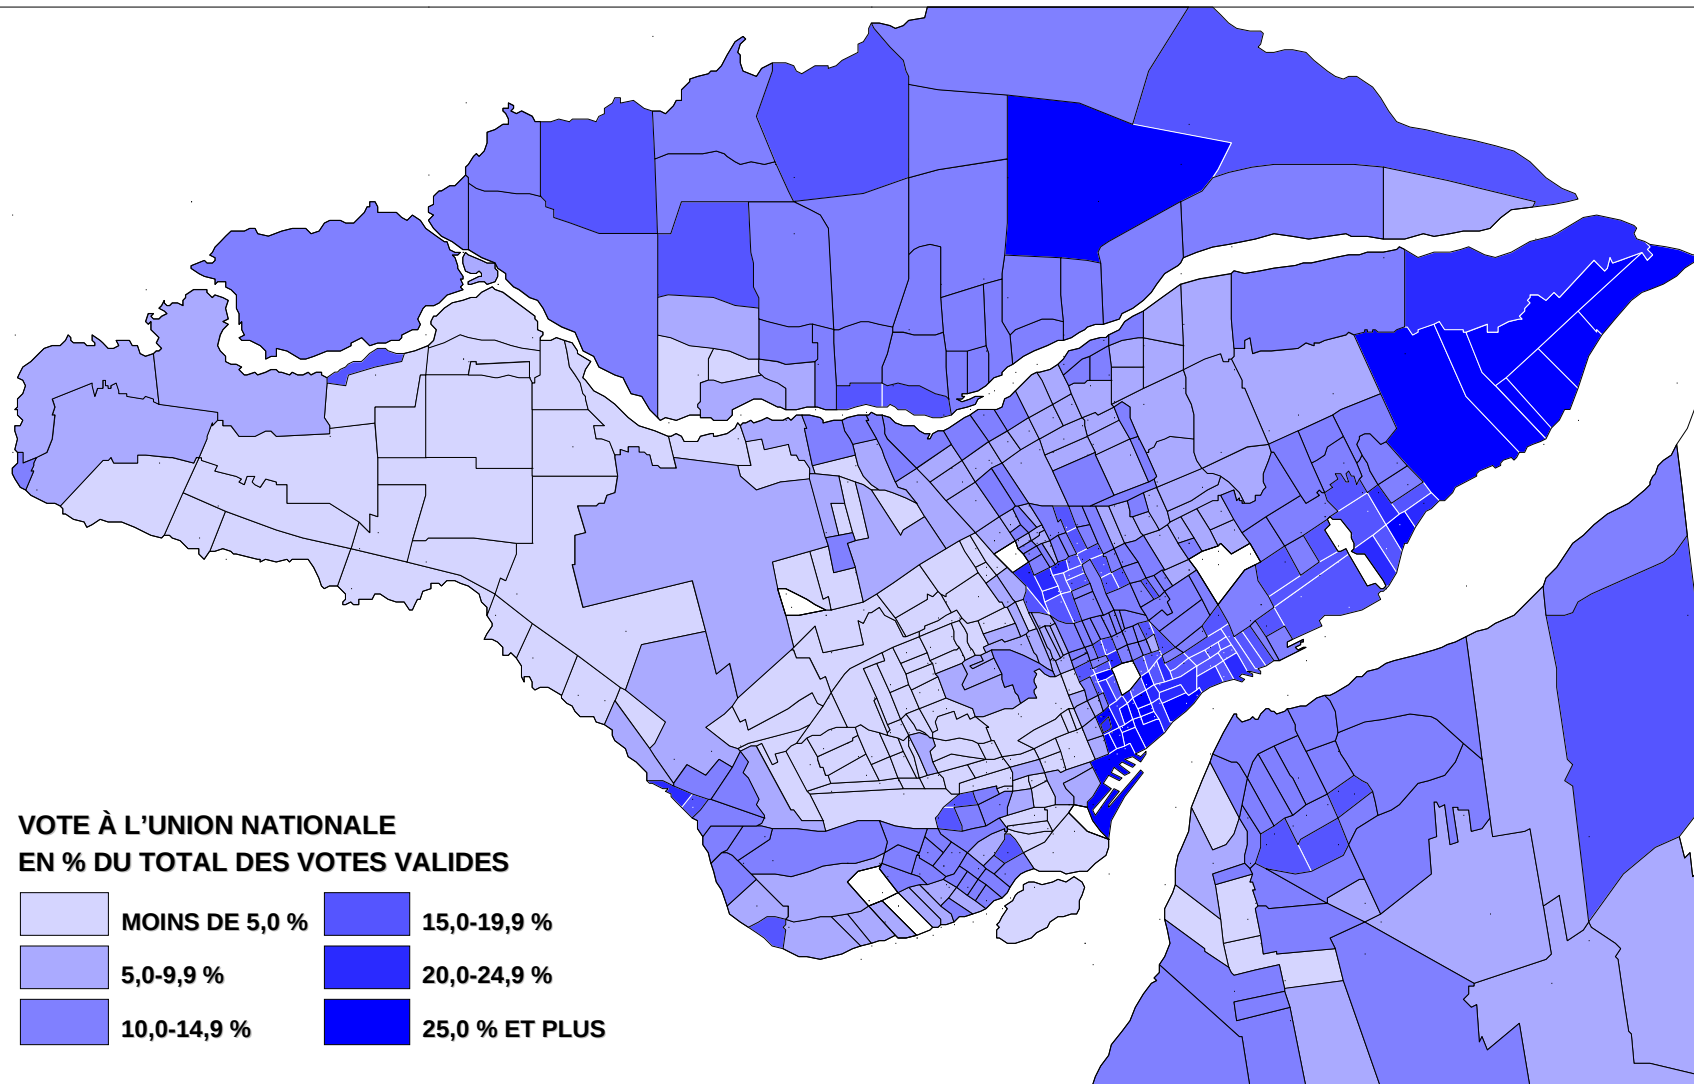 VOTE À L’UNION NATIONALE
EN % DU TOTAL DES VOTES VALIDES
MOINS DE 5,0 %
5,0-9,9 %
10,0-14,9 %
15,0-19,9 %
20,0-24,9 %
25,0 % ET PLUS